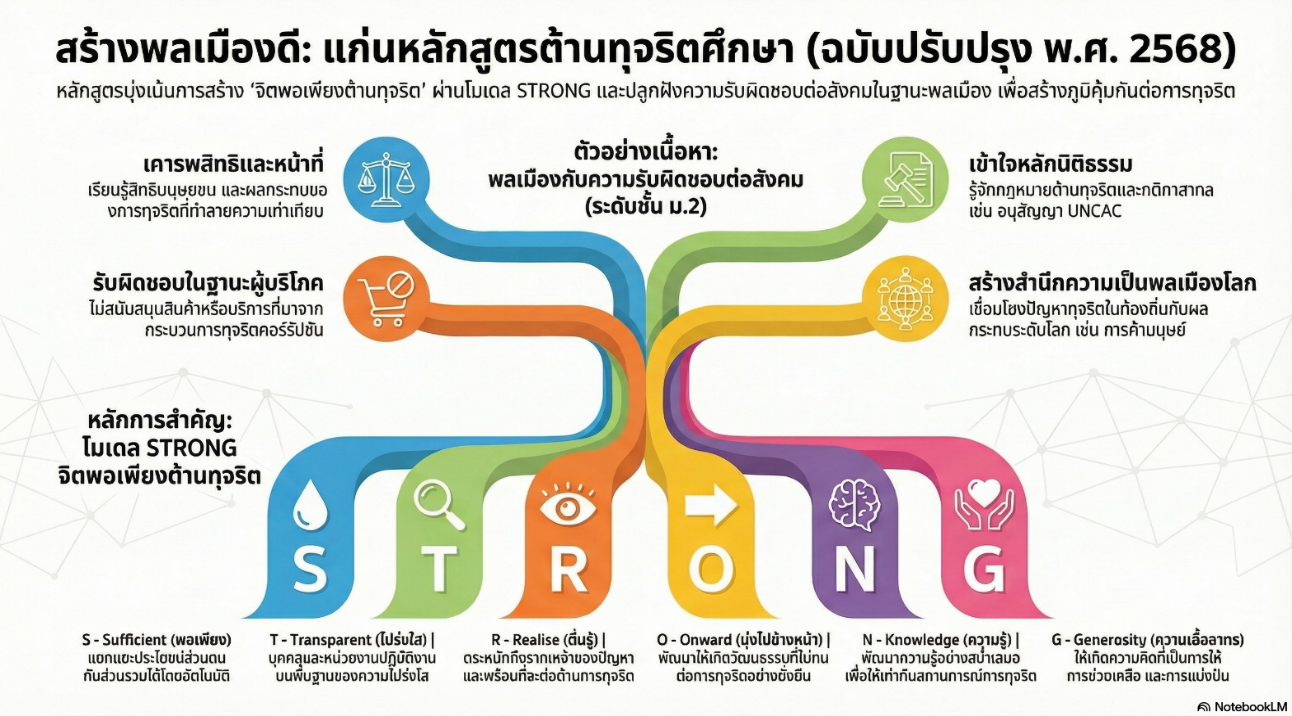 สร้างพลเมืองดี: แก่นหลักสูตรต้านทุจริตศึกษา (ฉบับปรับปรุง พ.ศ. 2568)
หลักสูตรมุ่งเน้นการสร้าง ‘จิตพอเพียงต้านทุจริต’ ผ่านโมเดล STRONG และปลูกฝังความรับผิดชอบต่อสังคมในฐานะพลเมือง เพื่อสร้างภูมิคุ้มกันต่อการทุจริต
เคารพสิทธิและหน้าที่
เรียนรู้สิทธิบนุษยชน และผลกระทบขอ
งการทุจริตที่ทำลายความเท่าเทียบ
ตัวอย่างเนื้อหา:
พลเมืองกับความรับผิดชอบต่อสังคม
(ระดับชั้น ม.2)
เข้าใจหลักนิติธรรม
รู้จักกฎหมายต้านทุจริตและกติกาสากล
เช่น อนุสัญญา UNCAC
รับผิดชอบในฐานะผู้บริโภค
ไม่สนับสนุนสินค้าหรือบริการที่มาจาก
กระบวนการทุจริตคอร์รัปชัน
สร้างสำนึกความเป็นพลเมืองโลก
เชื่อมโยงปัญหาทุจริตในท้องถิ่นกับผล
กระทบระดับโลก เช่น การค้ามนุษย์
หลักการสำคัญ:
โมเดล STRONG
จิตพอเพียงต้านทุจริต
S T R O N G
S - Sufficient (พอเพียง)
แยกแยะประโยชน์ส่วนตน
กับส่วนรวมได้โดยอัตโนมัติ
T - Transparent (โปร่งใส) |
บุคคลและหน่วยงานปฏิบัติงาน
บนพื้นฐานของความโปร่งใส
R - Realise (ตื่นรู้) |
ตระหนักถึงรากเหง้าของปัญหา
และพร้อมที่จะต่อต้านการทุจริต
O - Onward (มุ่งไปข้างหน้า) |
พัฒนาให้เกิดวัฒนธรรมที่ไม่ทน
ต่อการทุจริตอย่างยั่งยืน
N - Knowledge (ความรู้) |
พัฒนาความรู้อย่างสม่ำเสมอ
เพื่อให้เท่าทันสถานการณ์การทุจริต
G - Generosity (ความเอื้ออาทร)
ให้เกิดความคิดที่เป็นการให้
การช่วยเหลือ และการแบ่งปัน
NotebookLM